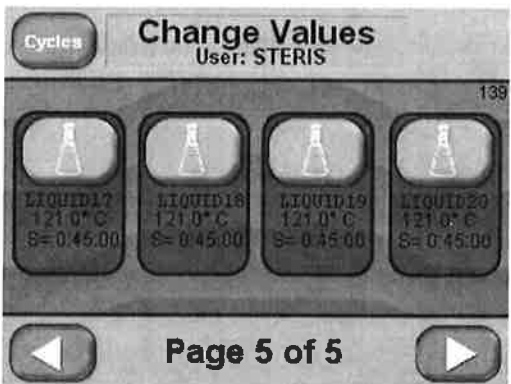 Cycles
Change Values
User: STERIS
139
LIQUID17
121.0° C
S= 0:45:00
LIQUID18
121.0° C
S= 0:45:00
LIQUID19
121.0° C
S= 0:45:00
LIQUID20
121.0° C
S= 0:45:00
Page 5 of 5